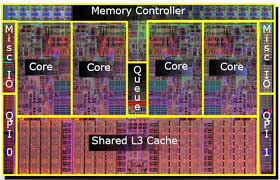 Memory Controller
Misc IO
Core
Core
Queue
Core
Core
Misc IO
QPI 0
Shared L3 Cache
QPI 1